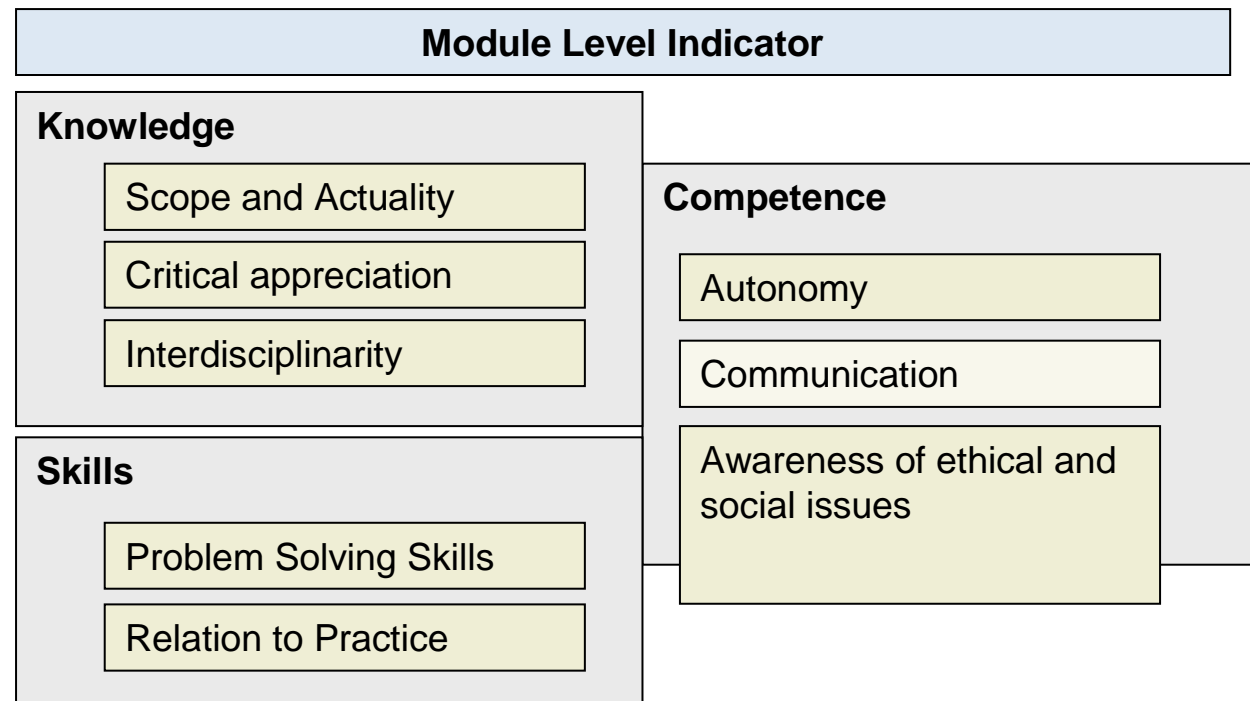 Module Level Indicator
Knowledge
Scope and Actuality
Critical appreciation
Interdisciplinarity
Skills
Problem Solving Skills
Relation to Practice
Competence
Autonomy
Communication
Awareness of ethical and
social issues